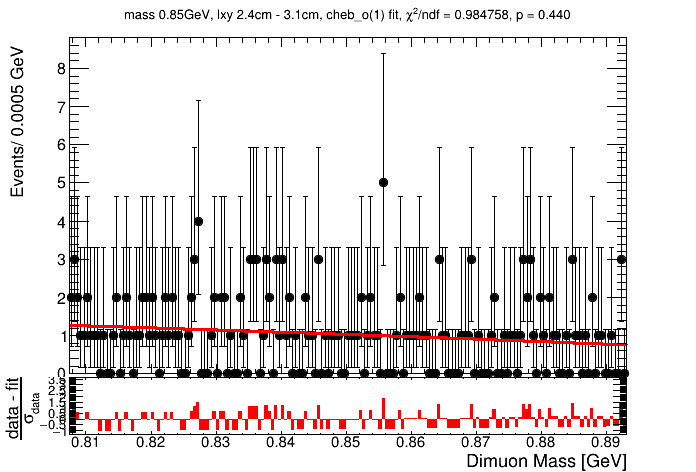 mass 0.85GeV, lxy 2.4cm - 3.1cm, cheb_o(1) fit, χ²/ndf = 0.984758, p = 0.440
Events/ 0.0005 GeV
8
7
6
5
4
3
2
1
0
data - fit
σdata
0.81 0.82 0.83 0.84 0.85 0.86 0.87 0.88 0.89
Dimuon Mass [GeV]